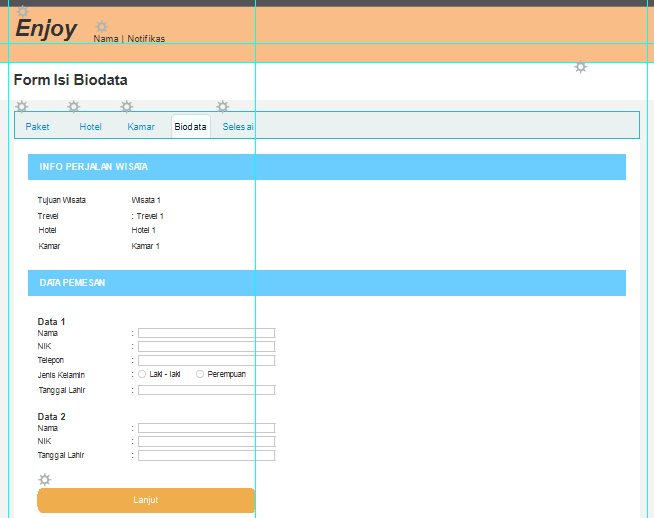 Enjoy
Nama | Notifikas
Form Isi Biodata
Paket Hotel Kamar Biodata Selesai
INFO PERJALAN WISATA
Tujuan Wisata Wisata 1
Trevel : Trevel 1
Hotel Hotel 1
Kamar Kamar 1
DATA PEMESAN
Data 1
Nama :
NIK :
Telepon :
Jenis Kelamin : Laki - laki Perempuan
Tanggal Lahir :
Data 2
Nama :
NIK :
Tanggal Lahir :
Lanjut